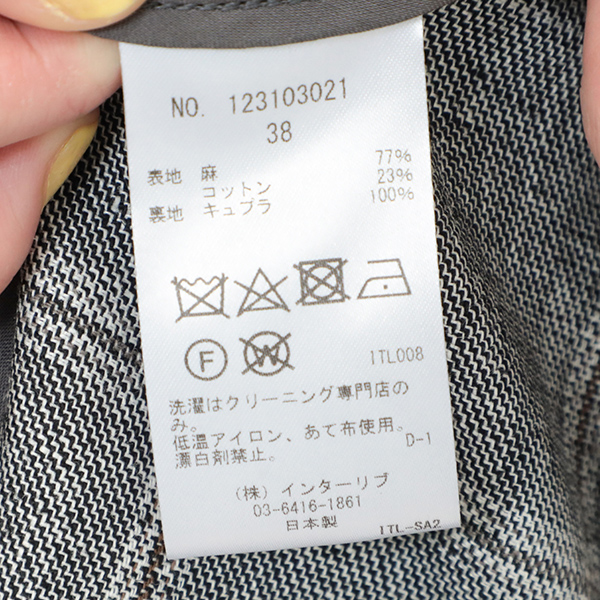 NO. 123103021
38
表地 麻 77%
コットン 23%
裏地 キュプラ 100%
F W ITL008
洗濯はクリーニング専門店の
み。
低温アイロン、あて布使用。
漂白剤禁止。 D-1
(株) インターリブ
03-6416-1861
日本製 ITL-SA2